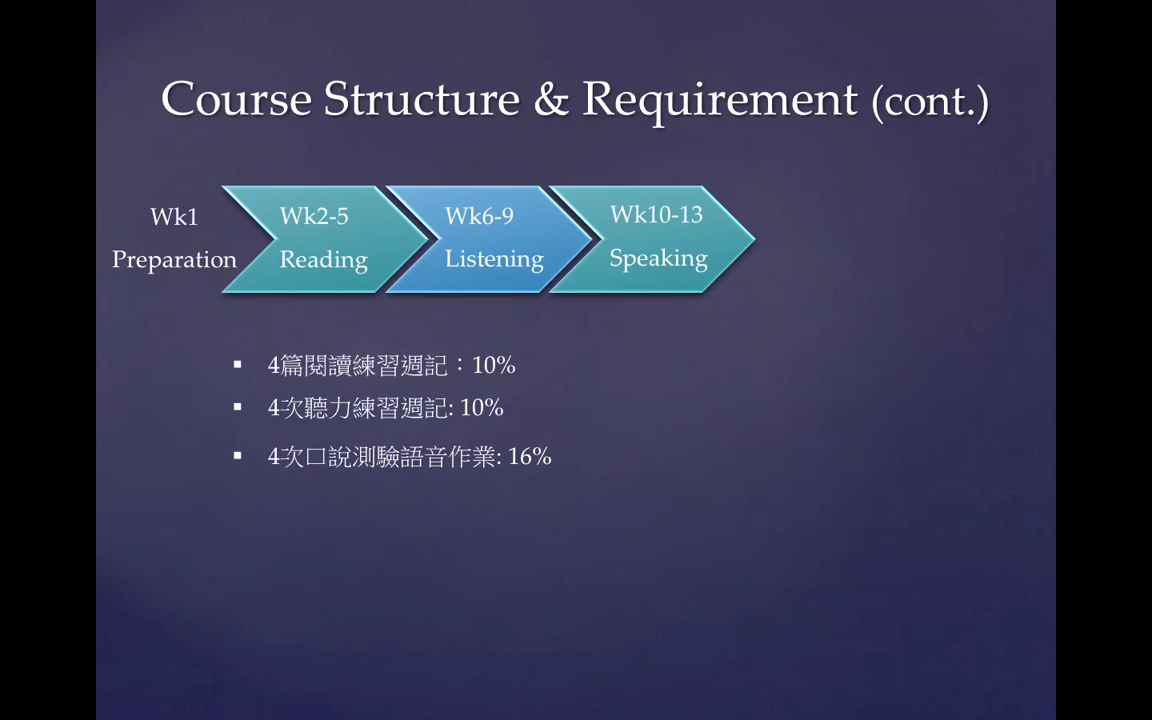 Course Structure & Requirement (cont.)
Wk1
Preparation
Wk2-5
Reading
Wk6-9
Listening
Wk10-13
Speaking
▪ 4篇閱讀練習週記：10%
▪ 4次聽力練習週記: 10%
▪ 4次口說測驗語音作業: 16%